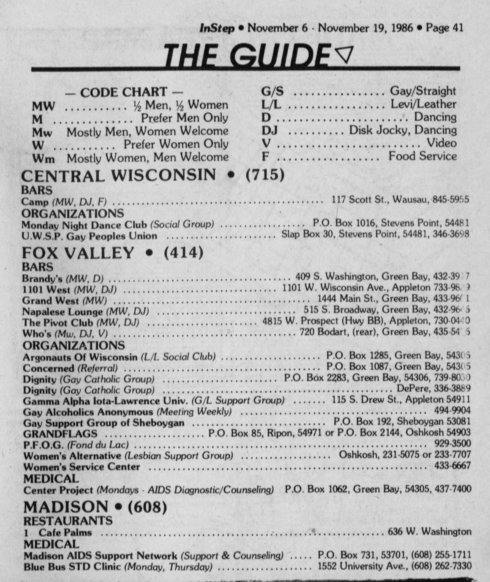 InStep • November 6 - November 19, 1986 • Page 41
THE GUIDE
— CODE CHART —
MW ........... ½ Men, ½ Women
M .............. Prefer Men Only
Mw Mostly Men, Women Welcome
W ........... Prefer Women Only
Wm Mostly Women, Men Welcome
G/S ................ Gay/Straight
L/L ................. Levi/Leather
D ......................... Dancing
DJ .......... Disk Jocky, Dancing
V ........................... Video
F .................... Food Service
CENTRAL WISCONSIN • (715)
BARS
Camp (MW, DJ, F) ........................................ 117 Scott St., Wausau, 845-5955
ORGANIZATIONS
Monday Night Dance Club (Social Group) ................. P.O. Box 1016, Stevens Point, 54481
U.W.S.P. Gay Peoples Union ................... Slap Box 30, Stevens Point, 54481, 346-3698
FOX VALLEY • (414)
BARS
Brandy's (MW, D) ................................... 409 S. Washington, Green Bay,
1101 West (MW, DJ) ............................. 1101 W. Wisconsin Ave., Appleton
Grand West (MW) ...................................... 1444 Main St., Green Bay,
Napalese Lounge (MW, DJ) ............................ 515 S. Broadway, Green Bay,
The Pivot Club (MW, DJ) .................... 4815 W. Prospect (Hwy BB), Appleton,
Who's (Mw, DJ, V) .................................. 720 Bodart, (rear), Green Bay,
ORGANIZATIONS
Argonauts Of Wisconsin (L/L Social Club) .................... P.O. Box 1285, Green Bay, 54305
Concerned (Referral) ........................................ P.O. Box 1087, Green Bay, 54305
Dignity (Gay Catholic Group) ..................... P.O. Box 2283, Green Bay, 54306,
Dignity (Gay Catholic Group) ........................................ DePere, 336-3889
Gamma Alpha Iota-Lawrence Univ. (G/L Support Group) ....... 115 S. Drew St., Appleton 54911
Gay Alcoholics Anonymous (Meeting Weekly) ..................................... 494-9904
Gay Support Group of Sheboygan ........................... P.O. Box 192, Sheboygan 53081
GRANDFLAGS .................. P.O. Box 85, Ripon, 54971 or P.O. Box 2144, Oshkosh 54903
P.F.O.G. (Fond du Lac) ........................................................ 929-3500
Women's Alternative (Lesbian Support Group) .................. Oshkosh, 231-5075 or 233-7707
Women's Service Center ........................................................ 433-6667
MEDICAL
Center Project (Mondays - AIDS Diagnostic/Counseling) P.O. Box 1062, Green Bay, 54305, 437-7400
MADISON • (608)
RESTAURANTS
1 Cafe Palms ............................................................ 636 W. Washington
MEDICAL
Madison AIDS Support Network (Support & Counseling) ..... P.O. Box 731, 53701, (608) 255-1711
Blue Bus STD Clinic (Monday, Thursday) ................ 1552 University Ave., (608) 262-7330